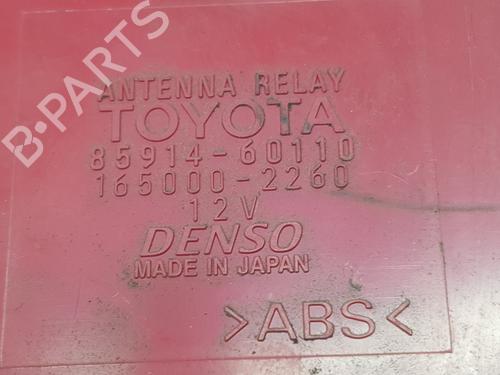 B-PARTS
ANTENNA RELAY
TOYOTA
85914-60110
165000-2260
12V
DENSO
MADE IN JAPAN
>ABS<